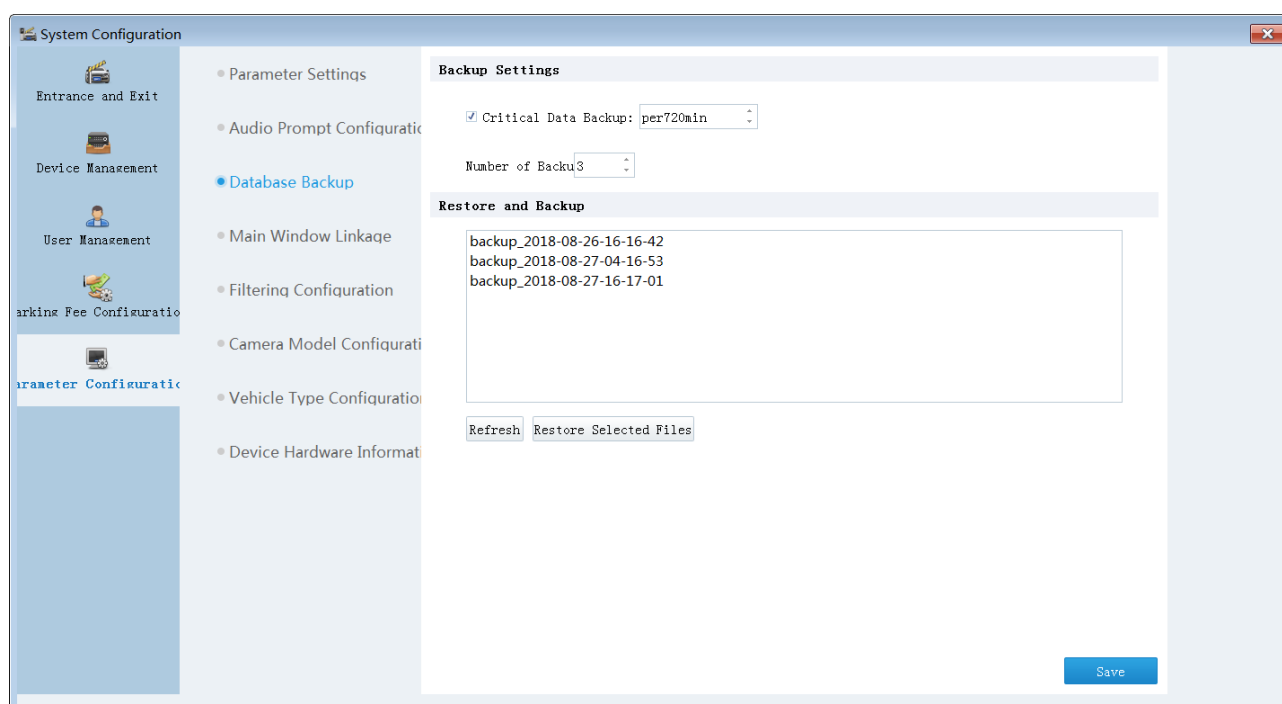 System Configuration
Entrance and Exit
Device Management
User Management
arking Fee Configuratio
arameter Configuratic
Parameter Settings
Audio Prompt Configuratic
Database Backup
Main Window Linkage
Filtering Configuration
Camera Model Configurati
Vehicle Type Configuration
Device Hardware Informati
Backup Settings
Critical Data Backup: per720min
Number of Backu 3
Restore and Backup
backup_2018-08-26-16-16-42
backup_2018-08-27-04-16-53
backup_2018-08-27-16-17-01
Refresh Restore Selected Files
Save